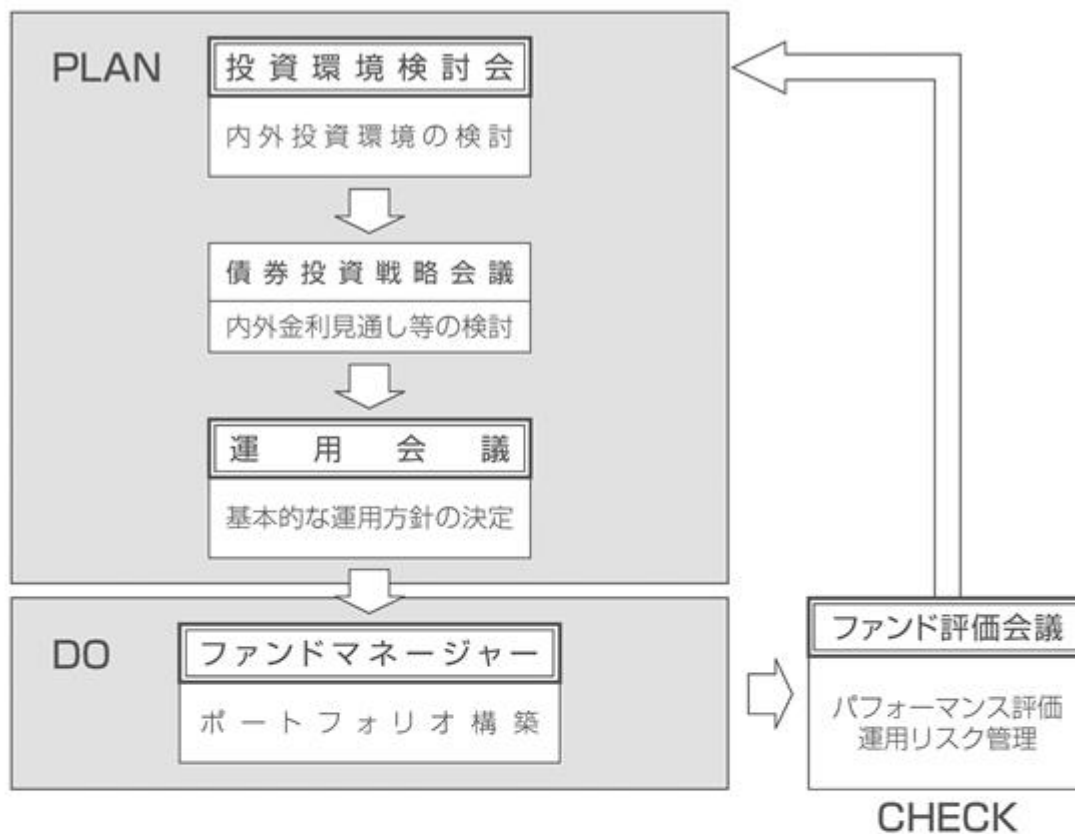 PLAN
投資環境検討会
内外投資環境の検討
債券投資戦略会議
内外金利見通し等の検討
運用会議
基本的な運用方針の決定
DO
ファンドマネージャー
ポートフォリオ構築
ファンド評価会議
パフォーマンス評価
運用リスク管理
CHECK